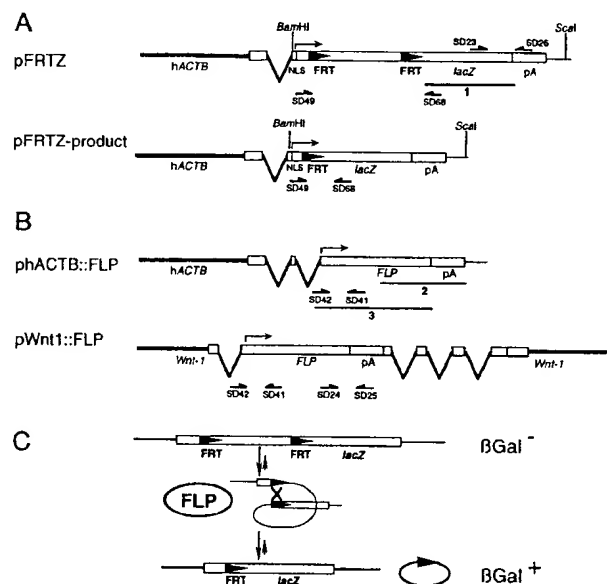 A
pFRTZ
BamHI
SD23
SD26
ScaI
hACTB
NLS
FRT
FRT
lacZ
pA
SD49
SD68
1
pFRTZ-product
BamHI
ScaI
hACTB
NLS
FRT
lacZ
pA
SD49
SD68
B
phACTB::FLP
hACTB
FLP
pA
SD42
SD41
2
3
pWnt1::FLP
Wnt-1
FLP
pA
Wnt-1
SD42
SD41
SD24
SD25
C
FRT
FRT
lacZ
βGal -
FLP
FRT
lacZ
βGal +